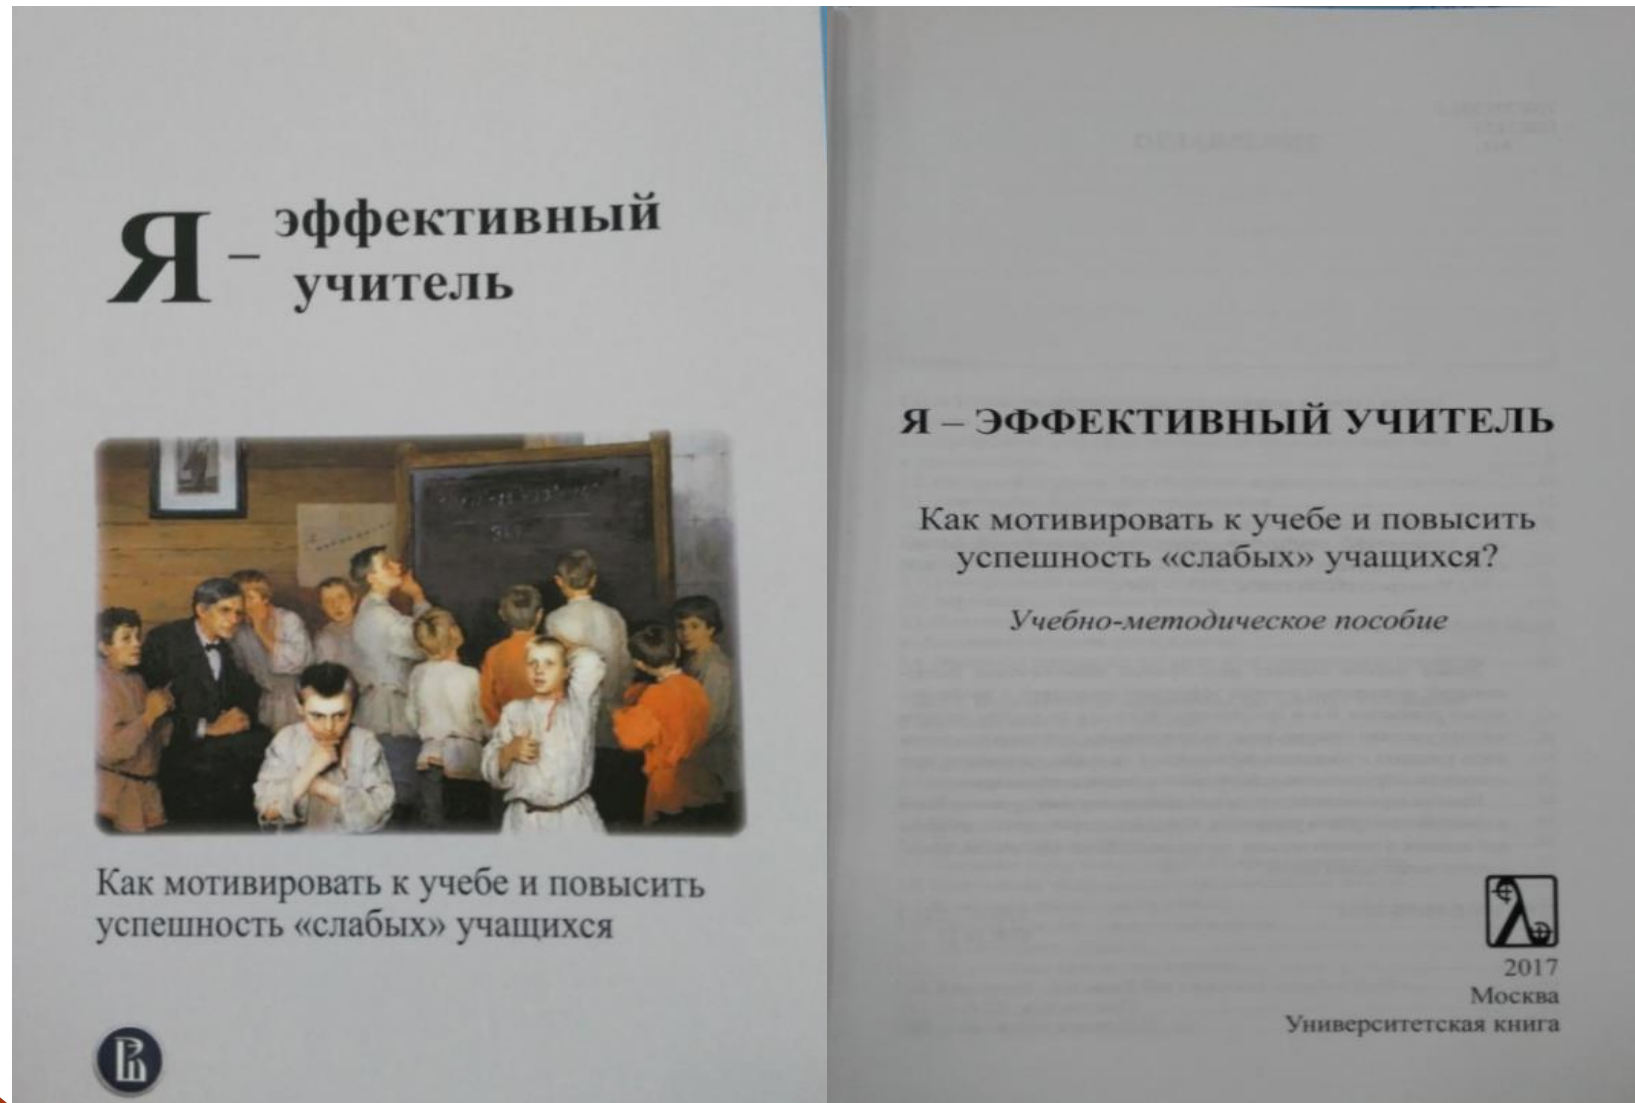 Я – эффективный
учитель
Как мотивировать к учебе и повысить
успешность «слабых» учащихся
Я – ЭФФЕКТИВНЫЙ УЧИТЕЛЬ
Как мотивировать к учебе и повысить
успешность «слабых» учащихся?
Учебно-методическое пособие
2017
Москва
Университетская книга